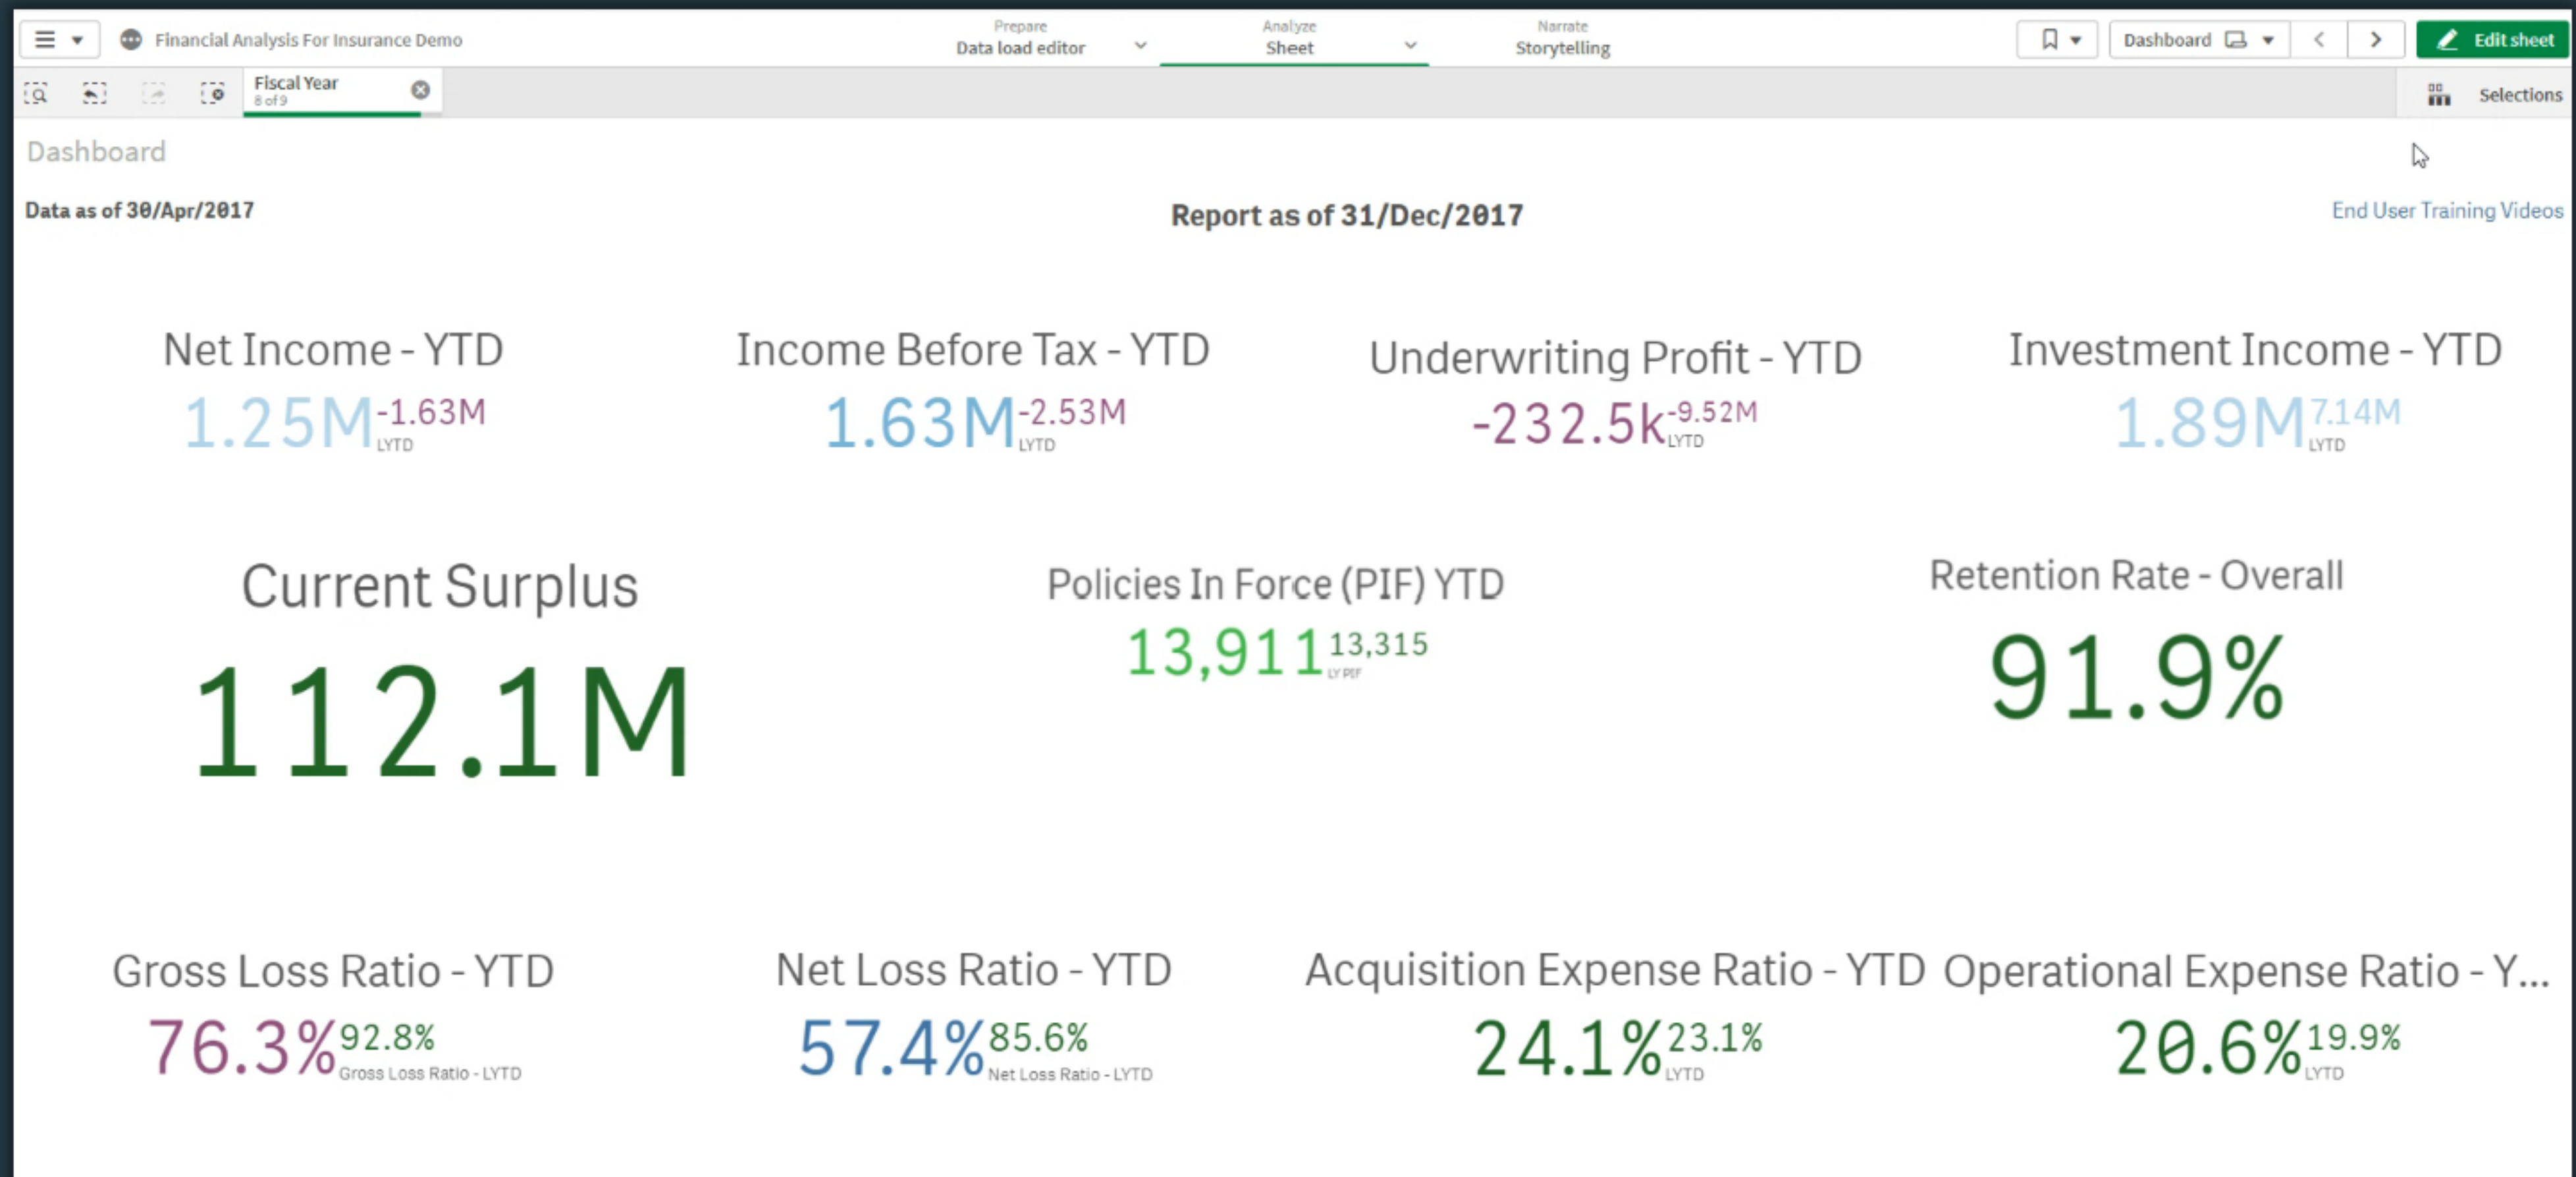 Financial Analysis For Insurance Demo
Prepare
Data load editor
Analyze
Sheet
Narrate
Storytelling
Dashboard
Edit sheet
Fiscal Year
8 of 9
Selections
Dashboard
Data as of 30/Apr/2017
Report as of 31/Dec/2017
End User Training Videos
Net Income - YTD
1.25M -1.63M
LYTD
Income Before Tax - YTD
1.63M -2.53M
LYTD
Underwriting Profit - YTD
-232.5k -9.52M
LYTD
Investment Income - YTD
1.89M 7.14M
LYTD
Current Surplus
112.1M
Policies In Force (PIF) YTD
13,911 13,315
LY PIF
Retention Rate - Overall
91.9%
Gross Loss Ratio - YTD
76.3% 92.8%
Gross Loss Ratio - LYTD
Net Loss Ratio - YTD
57.4% 85.6%
Net Loss Ratio - LYTD
Acquisition Expense Ratio - YTD
24.1% 23.1%
LYTD
Operational Expense Ratio - Y...
20.6% 19.9%
LYTD